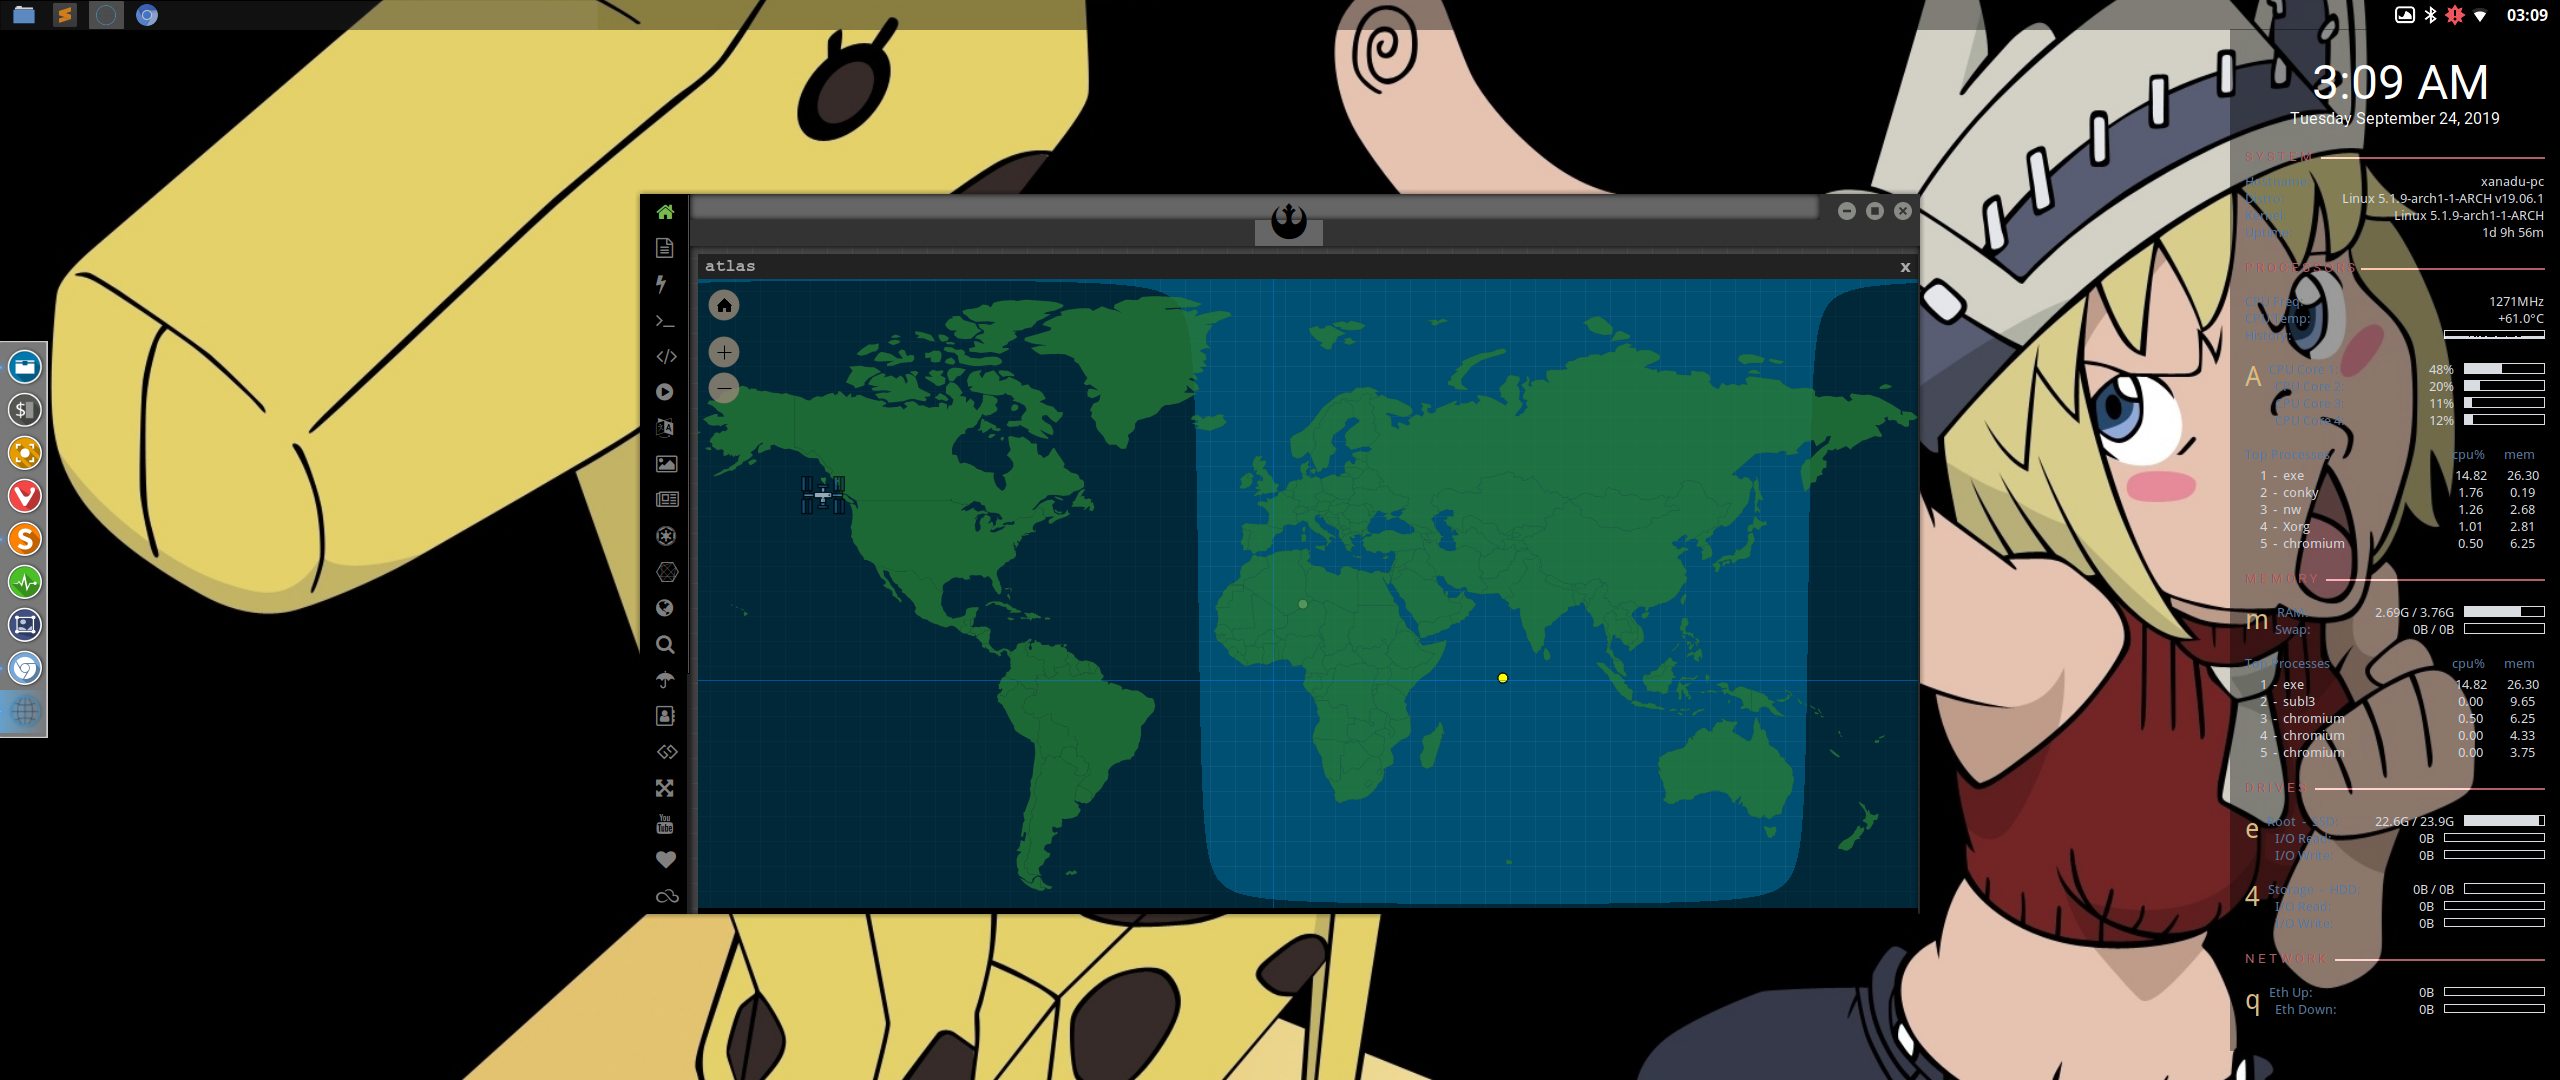 03:09
3:09 AM
Tuesday September 24, 2019
SYSTEM
xanadu-pc
Linux 5.1.9-arch1-1-ARCH v19.06.1
Linux 5.1.9-arch1-1-ARCH
Uptime: 1d 9h 56m
PROCESSORS
CPU Freq: 1271MHz
CPU Temp: +61.0°C
History:
A CPU Core 1: 48%
CPU Core 2: 20%
CPU Core 3: 11%
CPU Core 4: 12%
Top Processes cpu% mem
1 - exe 14.82 26.30
2 - conky 1.76 0.19
3 - nw 1.26 2.68
4 - Xorg 1.01 2.81
5 - chromium 0.50 6.25
MEMORY
m RAM: 2.69G / 3.76G
Swap: 0B / 0B
Top Processes cpu% mem
1 - exe 14.82 26.30
2 - subl3 0.00 9.65
3 - chromium 0.50 6.25
4 - chromium 0.00 4.33
5 - chromium 0.00 3.75
DRIVES
e Root - 22.6G / 23.9G
I/O Read: 0B
I/O Write: 0B
4 Storage - HDD: 0B / 0B
I/O Read: 0B
I/O Write: 0B
NETWORK
q Eth Up: 0B
Eth Down: 0B
atlas x
You
Tube